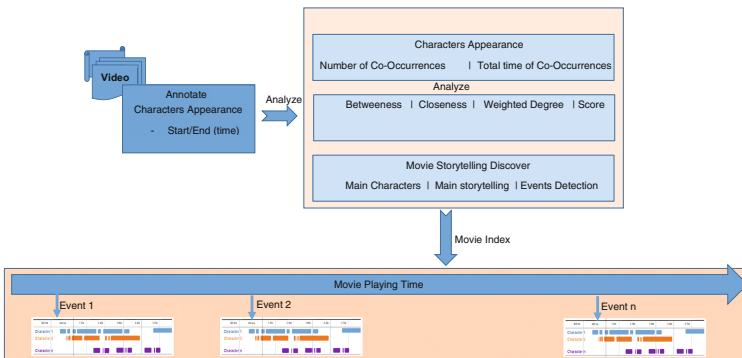 Video
Annotate
Characters Appearance
- Start/End (time)
Analyze
Characters Appearance
Number of Co-Occurrences | Total time of Co-Occurrences
Analyze
Betweeness | Closeness | Weighted Degree | Score
Movie Storytelling Discover
Main Characters | Main storytelling | Events Detection
Movie Index
Movie Playing Time
Event 1
Event 2
Event n